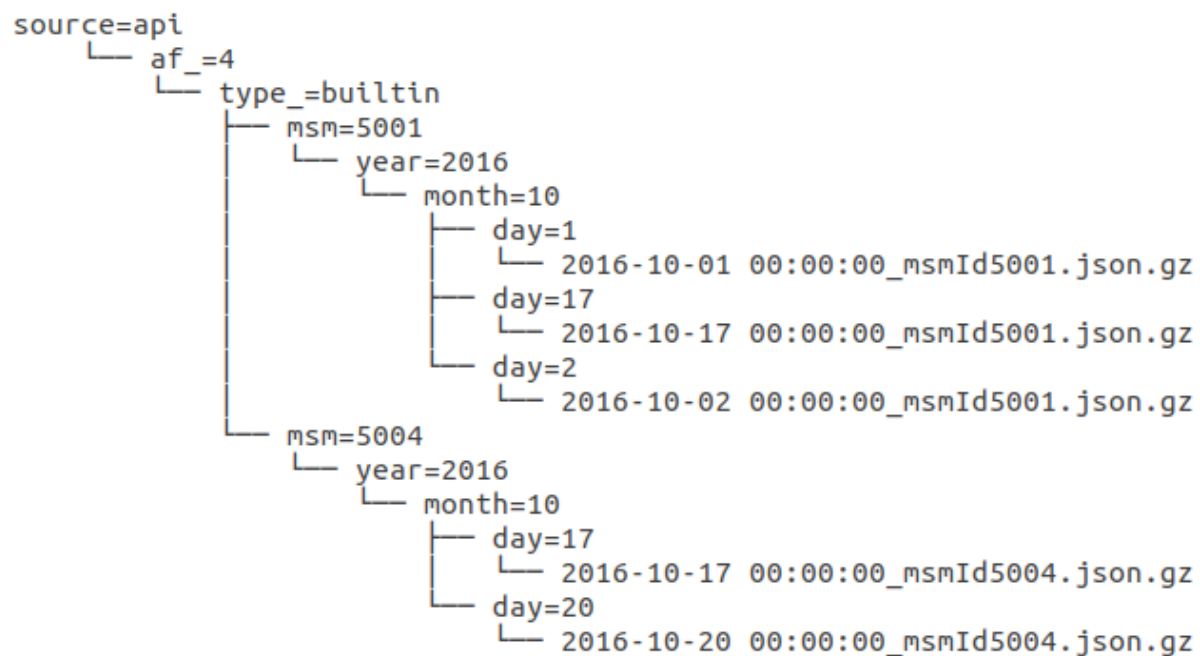 source=api
└── af_=4
└── type_=builtin
├── msm=5001
│ └── year=2016
│ └── month=10
│ ├── day=1
│ │ └── 2016-10-01 00:00:00_msmId5001.json.gz
│ ├── day=17
│ │ └── 2016-10-17 00:00:00_msmId5001.json.gz
│ └── day=2
│ └── 2016-10-02 00:00:00_msmId5001.json.gz
└── msm=5004
└── year=2016
└── month=10
├── day=17
│ └── 2016-10-17 00:00:00_msmId5004.json.gz
└── day=20
└── 2016-10-20 00:00:00_msmId5004.json.gz